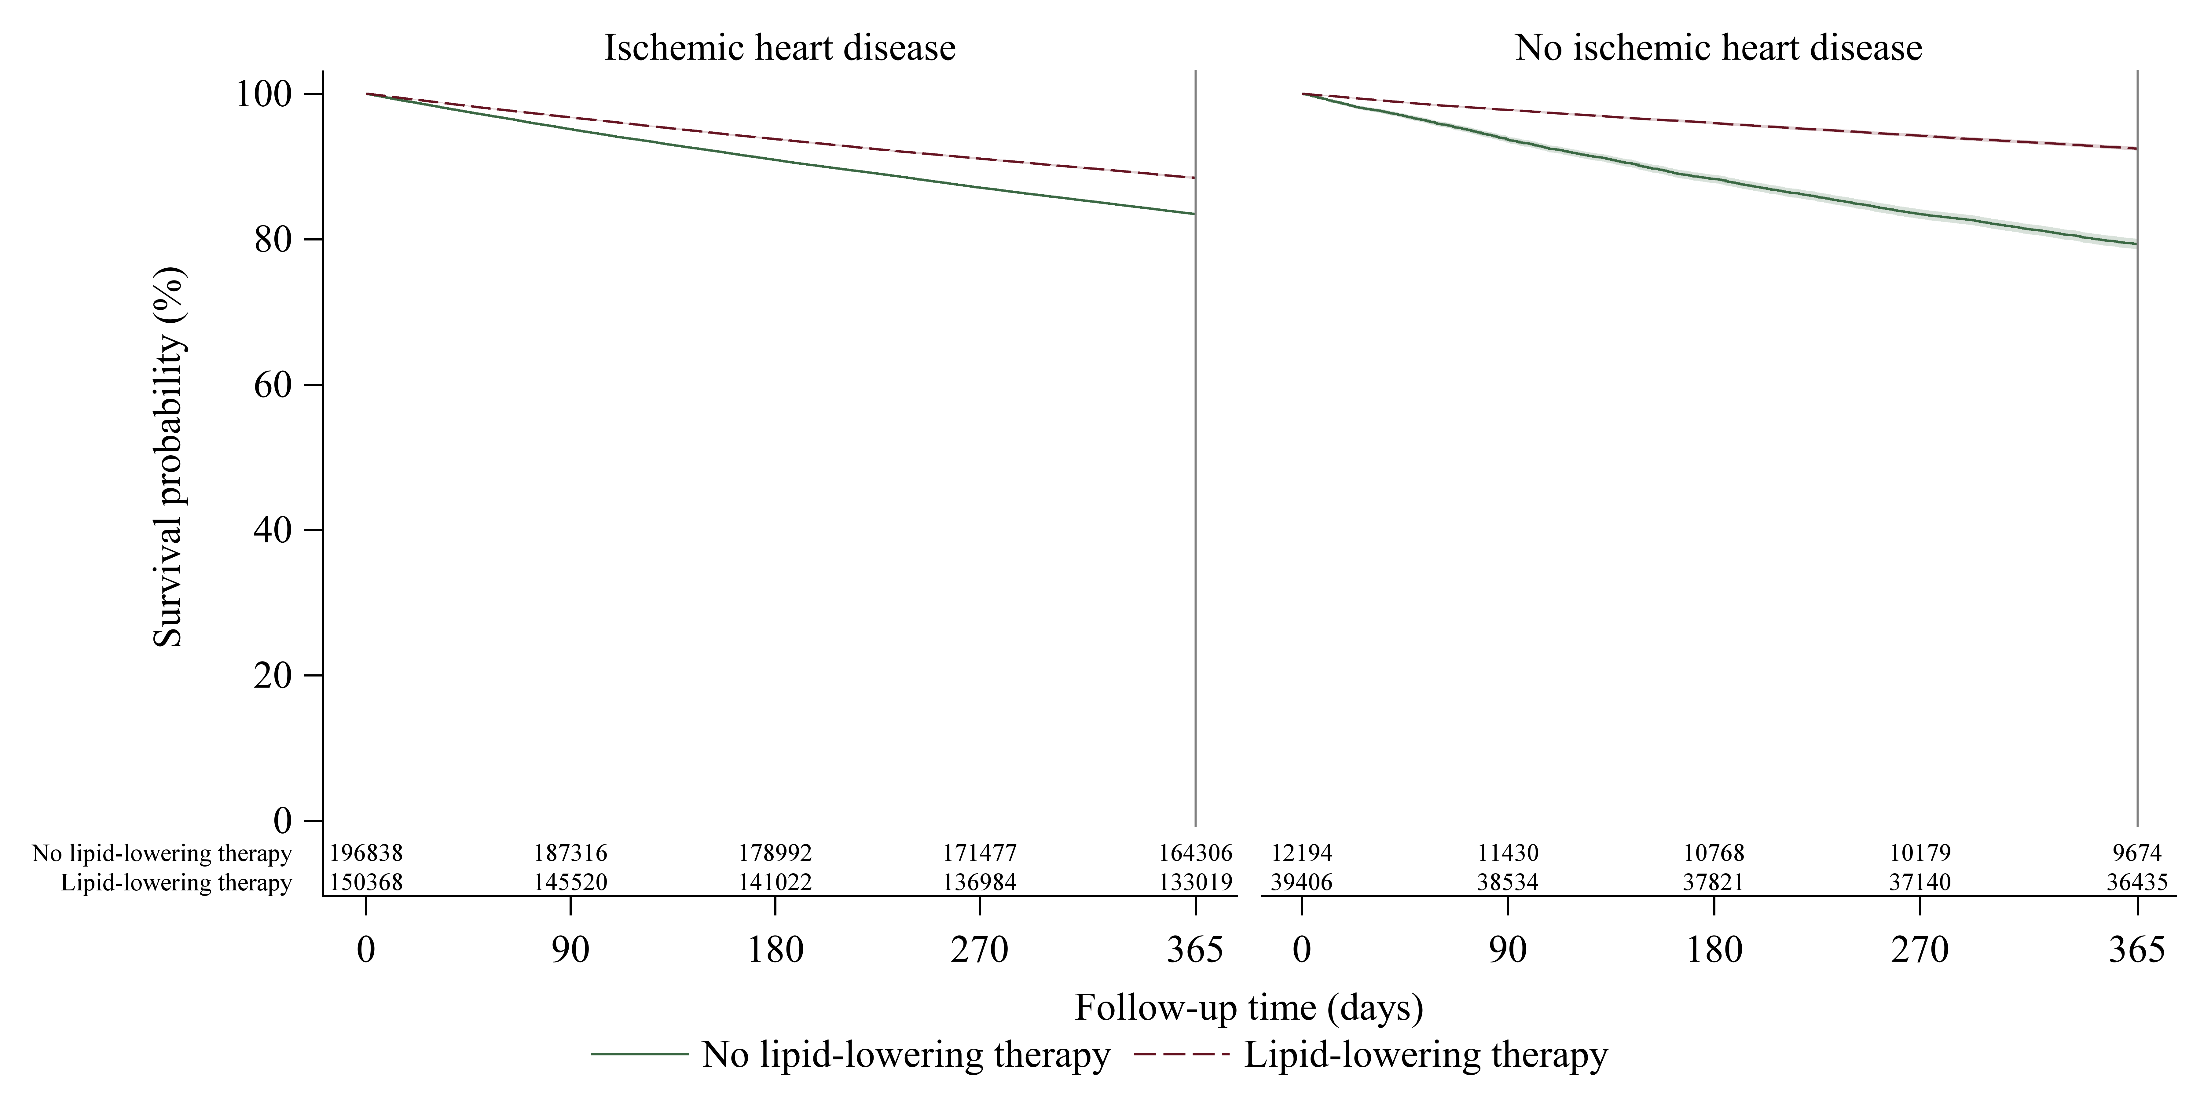 Ischemic heart disease
No ischemic heart disease
Survival probability (%)
100
80
60
40
20
0
No lipid-lowering therapy 196838 187316 178992 171477 164306 12194 11430 10768 10179 9674
Lipid-lowering therapy 150368 145520 141022 136984 133019 39406 38534 37821 37140 36435
0 90 180 270 365 0 90 180 270 365
Follow-up time (days)
No lipid-lowering therapy Lipid-lowering therapy